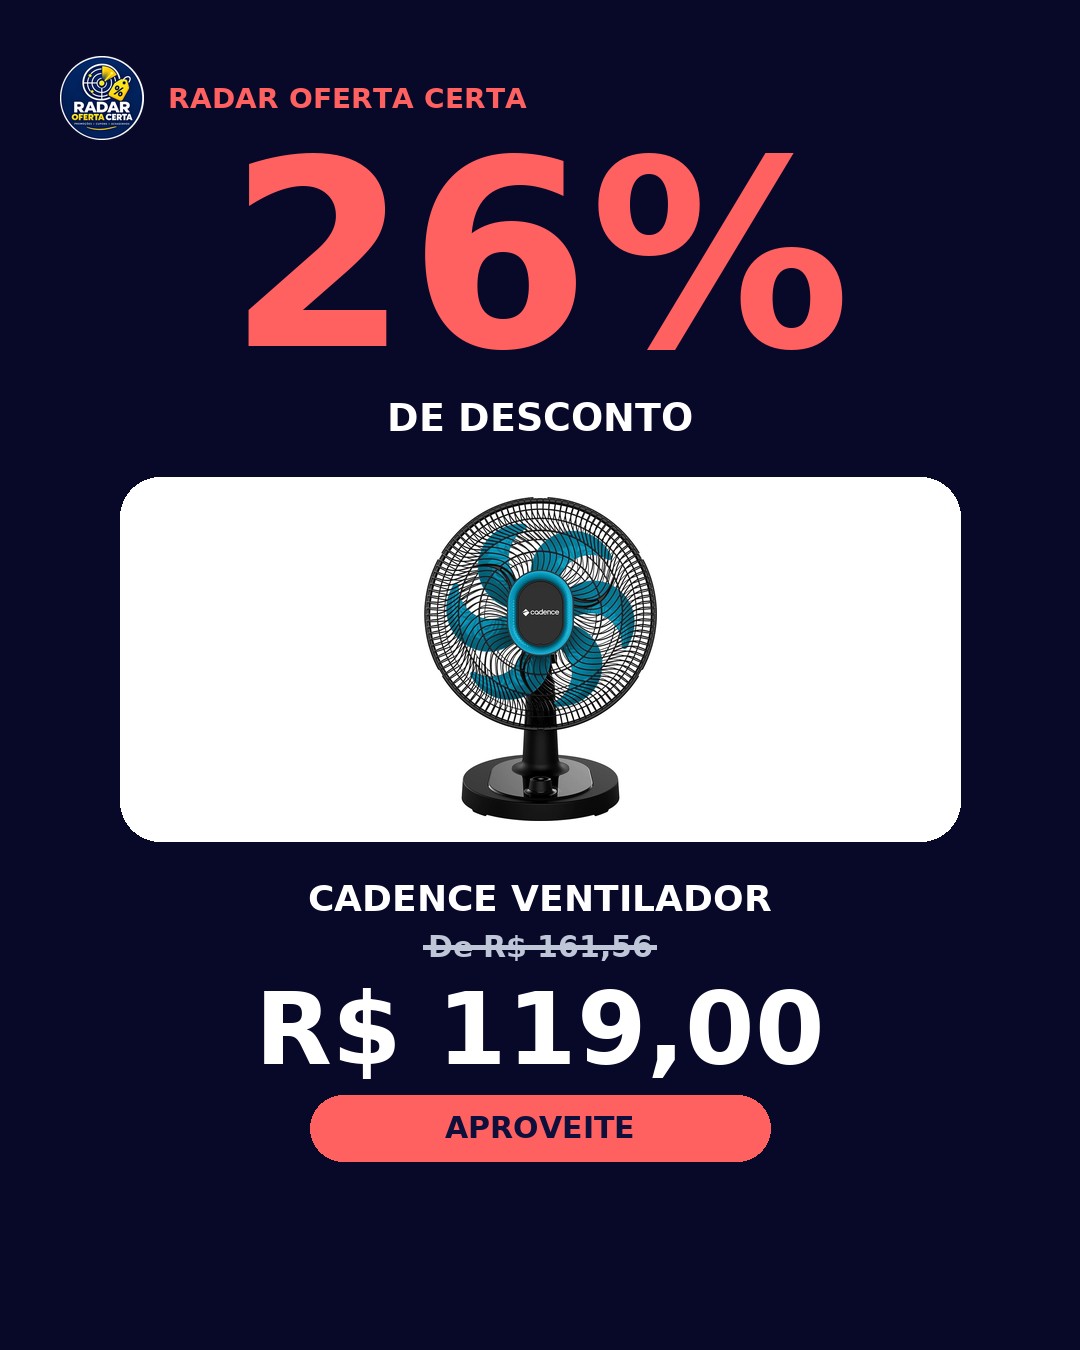 RADAR
OFERTA CERTA
RADAR OFERTA CERTA
26%
DE DESCONTO
cadence
CADENCE VENTILADOR
De R$ 161,56
R$ 119,00
APROVEITE